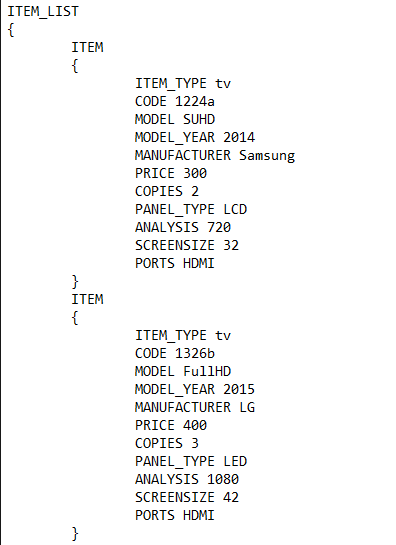 ITEM_LIST
{
ITEM
{
ITEM_TYPE tv
CODE 1224a
MODEL SUHD
MODEL_YEAR 2014
MANUFACTURER Samsung
PRICE 300
COPIES 2
PANEL_TYPE LCD
ANALYSIS 720
SCREENSIZE 32
PORTS HDMI
}
ITEM
{
ITEM_TYPE tv
CODE 1326b
MODEL FullHD
MODEL_YEAR 2015
MANUFACTURER LG
PRICE 400
COPIES 3
PANEL_TYPE LED
ANALYSIS 1080
SCREENSIZE 42
PORTS HDMI
}